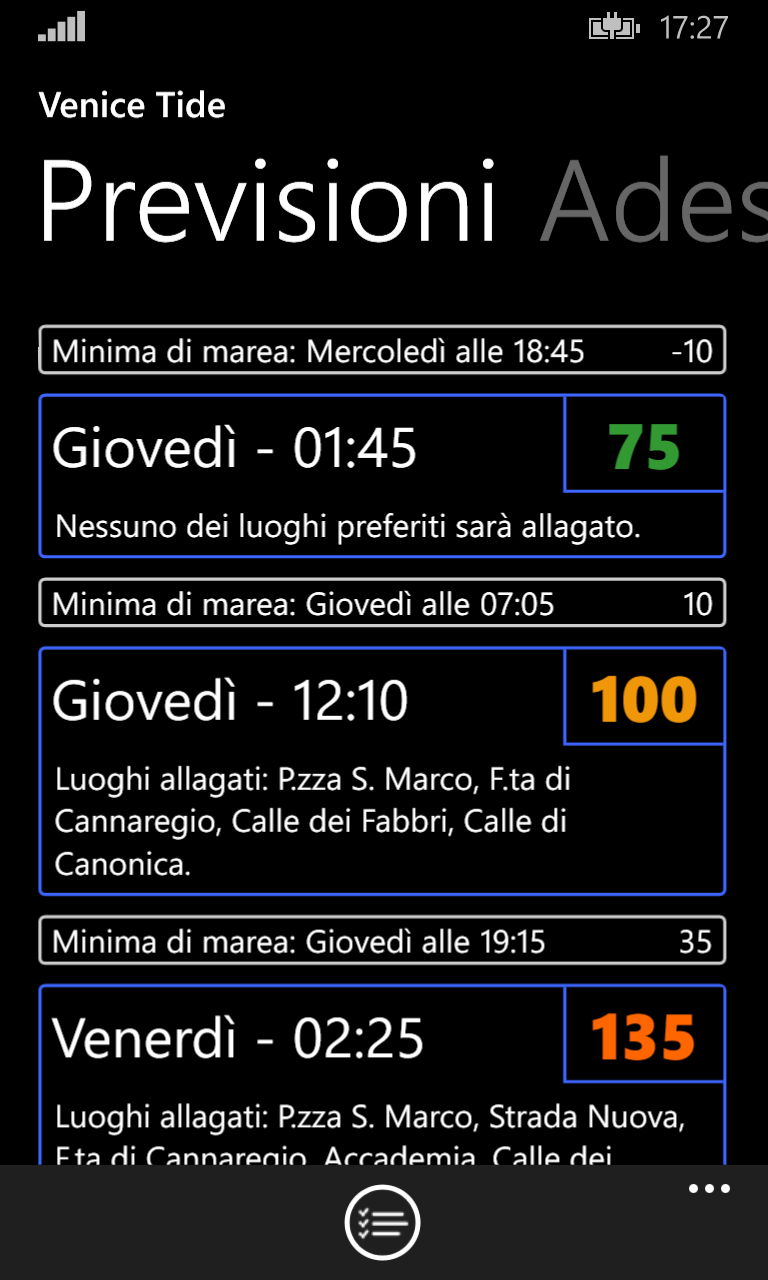 17:27
Venice Tide
Previsioni Ades
Minima di marea: Mercoledì alle 18:45 -10
Giovedì - 01:45 75
Nessuno dei luoghi preferiti sarà allagato.
Minima di marea: Giovedì alle 07:05 10
Giovedì - 12:10 100
Luoghi allagati: P.zza S. Marco, F.ta di
Cannaregio, Calle dei Fabbri, Calle di
Canonica.
Minima di marea: Giovedì alle 19:15 35
Venerdì - 02:25 135
Luoghi allagati: P.zza S. Marco, Strada Nuova,
F.ta di Cannaregio, Accademia, Calle dei